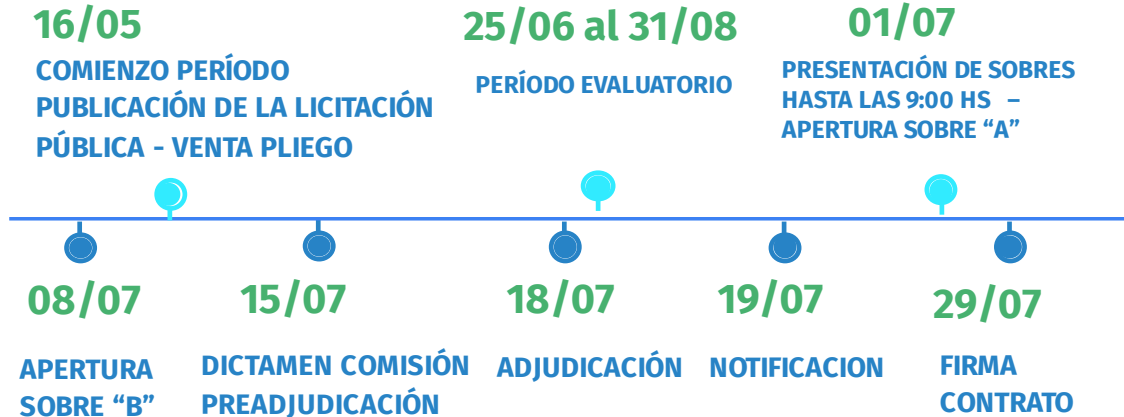 16/05
COMIENZO PERÍODO
PUBLICACIÓN DE LA LICITACIÓN
PÚBLICA - VENTA PLIEGO
25/06 al 31/08
PERÍODO EVALUATORIO
01/07
PRESENTACIÓN DE SOBRES
HASTA LAS 9:00 HS –
APERTURA SOBRE “A”
08/07
APERTURA
SOBRE “B”
15/07
DICTAMEN COMISIÓN
PREADJUDICACIÓN
18/07
ADJUDICACIÓN
19/07
NOTIFICACION
29/07
FIRMA
CONTRATO